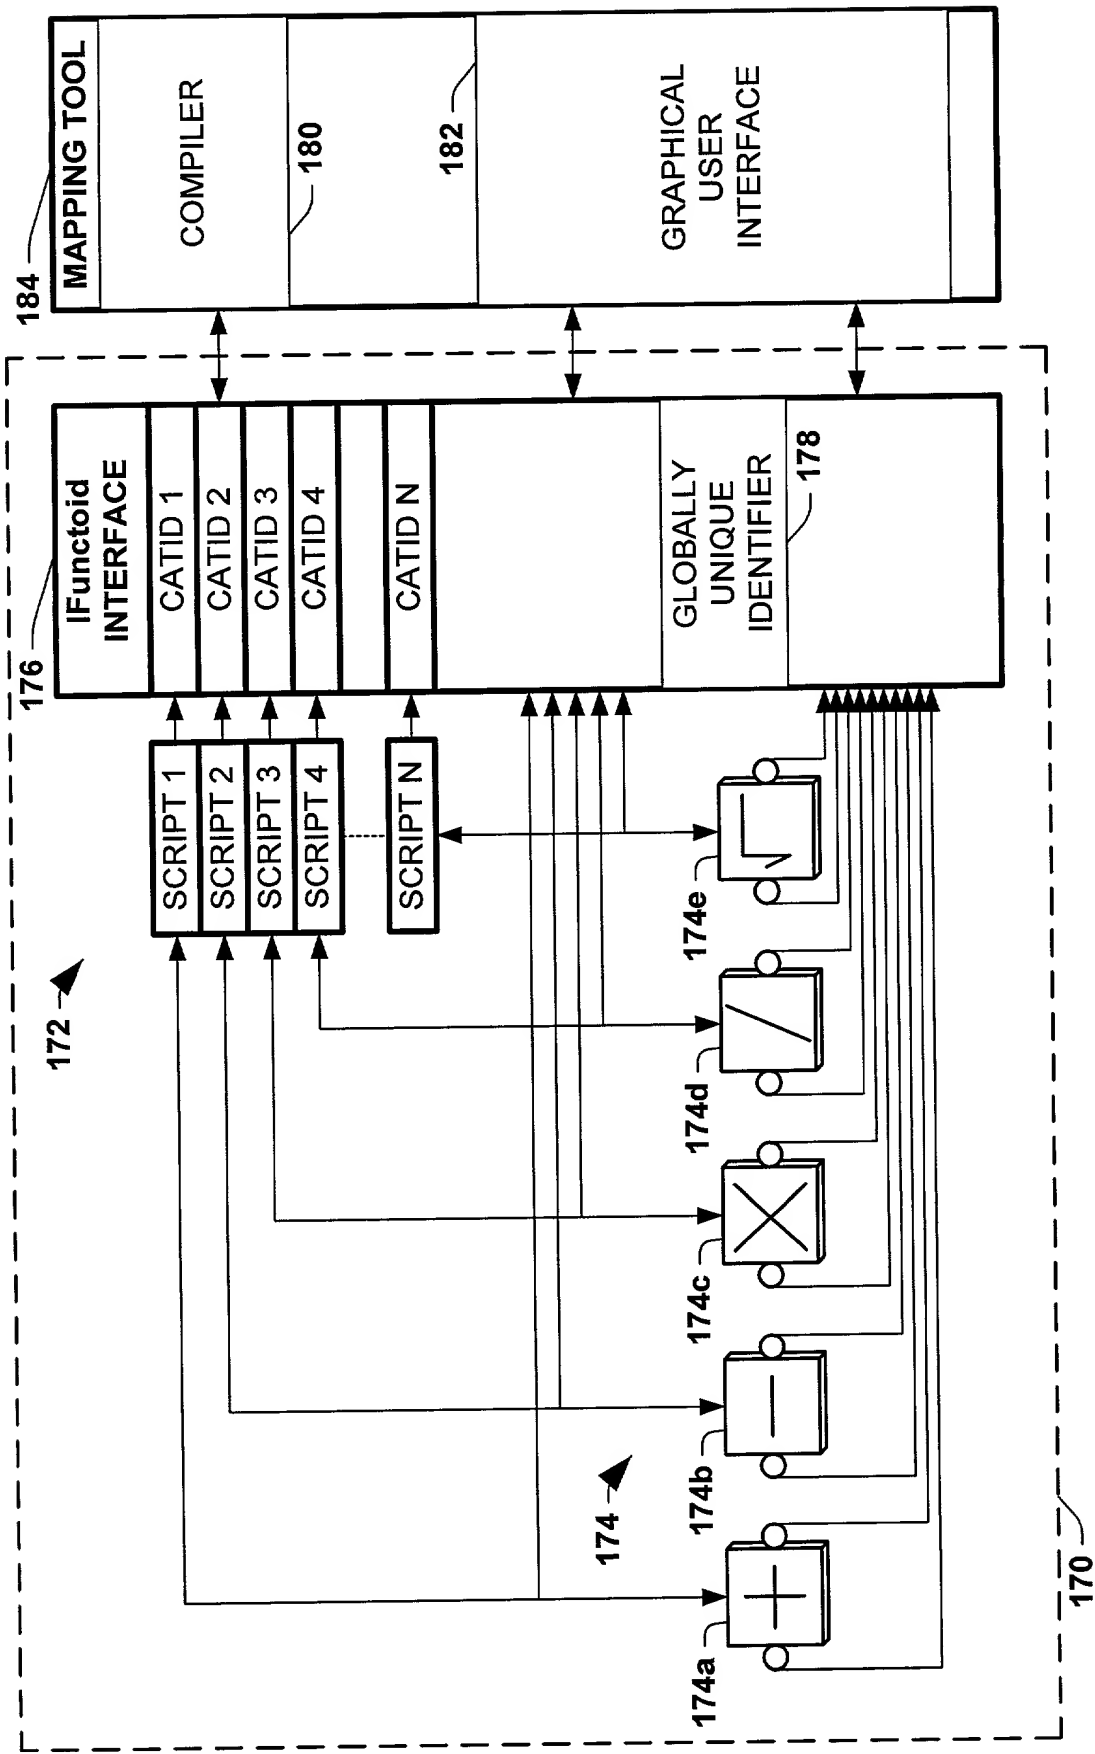 184
MAPPING TOOL
COMPILER
180
182
GRAPHICAL
USER
INTERFACE
176
IFunctoid
INTERFACE
CATID 1
CATID 2
CATID 3
CATID 4
CATID N
GLOBALLY
UNIQUE
IDENTIFIER
178
172
SCRIPT 1
SCRIPT 2
SCRIPT 3
SCRIPT 4
SCRIPT N
174
174a
174b
174c
174d
174e
170